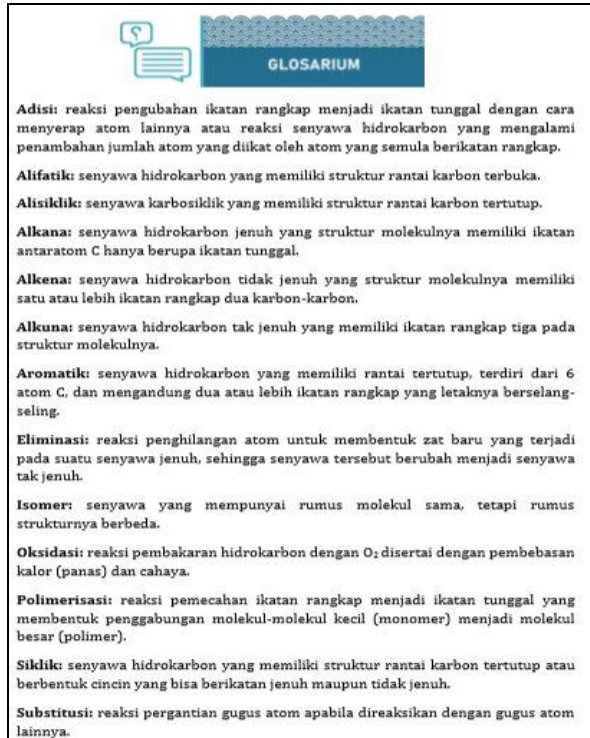 GLOSARIUM
Adisi: reaksi pengubahan ikatan rangkap menjadi ikatan tunggal dengan cara
menyerap atom lainnya atau reaksi senyawa hidrokarbon yang mengalami
penambahan jumlah atom yang diikat oleh atom yang semula berikatan rangkap.
Alifatik: senyawa hidrokarbon yang memiliki struktur rantai karbon terbuka.
Alisiklik: senyawa karbosiklik yang memiliki struktur rantai karbon tertutup.
Alkana: senyawa hidrokarbon jenuh yang struktur molekulnya memiliki ikatan
antaratom C hanya berupa ikatan tunggal.
Alkena: senyawa hidrokarbon tidak jenuh yang struktur molekulnya memiliki
satu atau lebih ikatan rangkap dua karbon-karbon.
Alkuna: senyawa hidrokarbon tak jenuh yang memiliki ikatan rangkap tiga pada
struktur molekulnya.
Aromatik: senyawa hidrokarbon yang memiliki rantai tertutup, terdiri dari 6
atom C, dan mengandung dua atau lebih ikatan rangkap yang letaknya berselang-
seling.
Eliminasi: reaksi penghilangan atom untuk membentuk zat baru yang terjadi
pada suatu senyawa jenuh, sehingga senyawa tersebut berubah menjadi senyawa
tak jenuh.
Isomer: senyawa yang mempunyai rumus molekul sama, tetapi rumus
strukturnya berbeda.
Oksidasi: reaksi pembakaran hidrokarbon dengan O₂ disertai dengan pembebasan
kalor (panas) dan cahaya.
Polimerisasi: reaksi pemecahan ikatan rangkap menjadi ikatan tunggal yang
membentuk penggabungan molekul-molekul kecil (monomer) menjadi molekul
besar (polimer).
Siklik: senyawa hidrokarbon yang memiliki struktur rantai karbon tertutup atau
berbentuk cincin yang bisa berikatan jenuh maupun tidak jenuh.
Substitusi: reaksi pergantian gugus atom apabila direaksikan dengan gugus atom
lainnya.